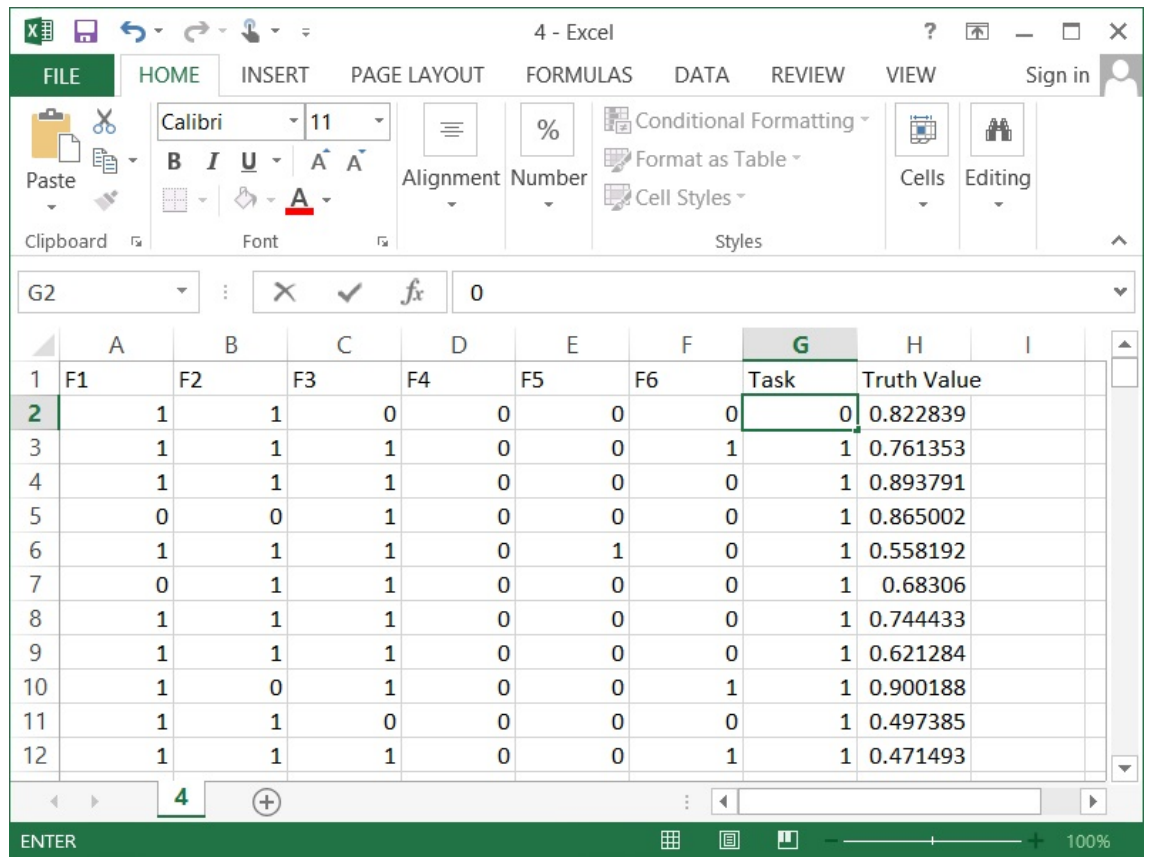 4 - Excel ?
FILE HOME INSERT PAGE LAYOUT FORMULAS DATA REVIEW VIEW Sign in
Calibri 11 % Conditional Formatting
B I U A A Format as Table
Paste A Alignment Number Cell Styles Cells Editing
Clipboard Font Styles
G2 fx 0
A B C D E F G H I
1 F1 F2 F3 F4 F5 F6 Task Truth Value
2 1 1 0 0 0 0 0 0.822839
3 1 1 1 0 0 1 1 0.761353
4 1 1 1 0 0 0 1 0.893791
5 0 0 1 0 0 0 1 0.865002
6 1 1 1 0 1 0 1 0.558192
7 0 1 1 0 0 0 1 0.68306
8 1 1 1 0 0 0 1 0.744433
9 1 1 1 0 0 0 1 0.621284
10 1 0 1 0 0 1 1 0.900188
11 1 1 0 0 0 0 1 0.497385
12 1 1 1 0 0 1 1 0.471493
4
ENTER 100%